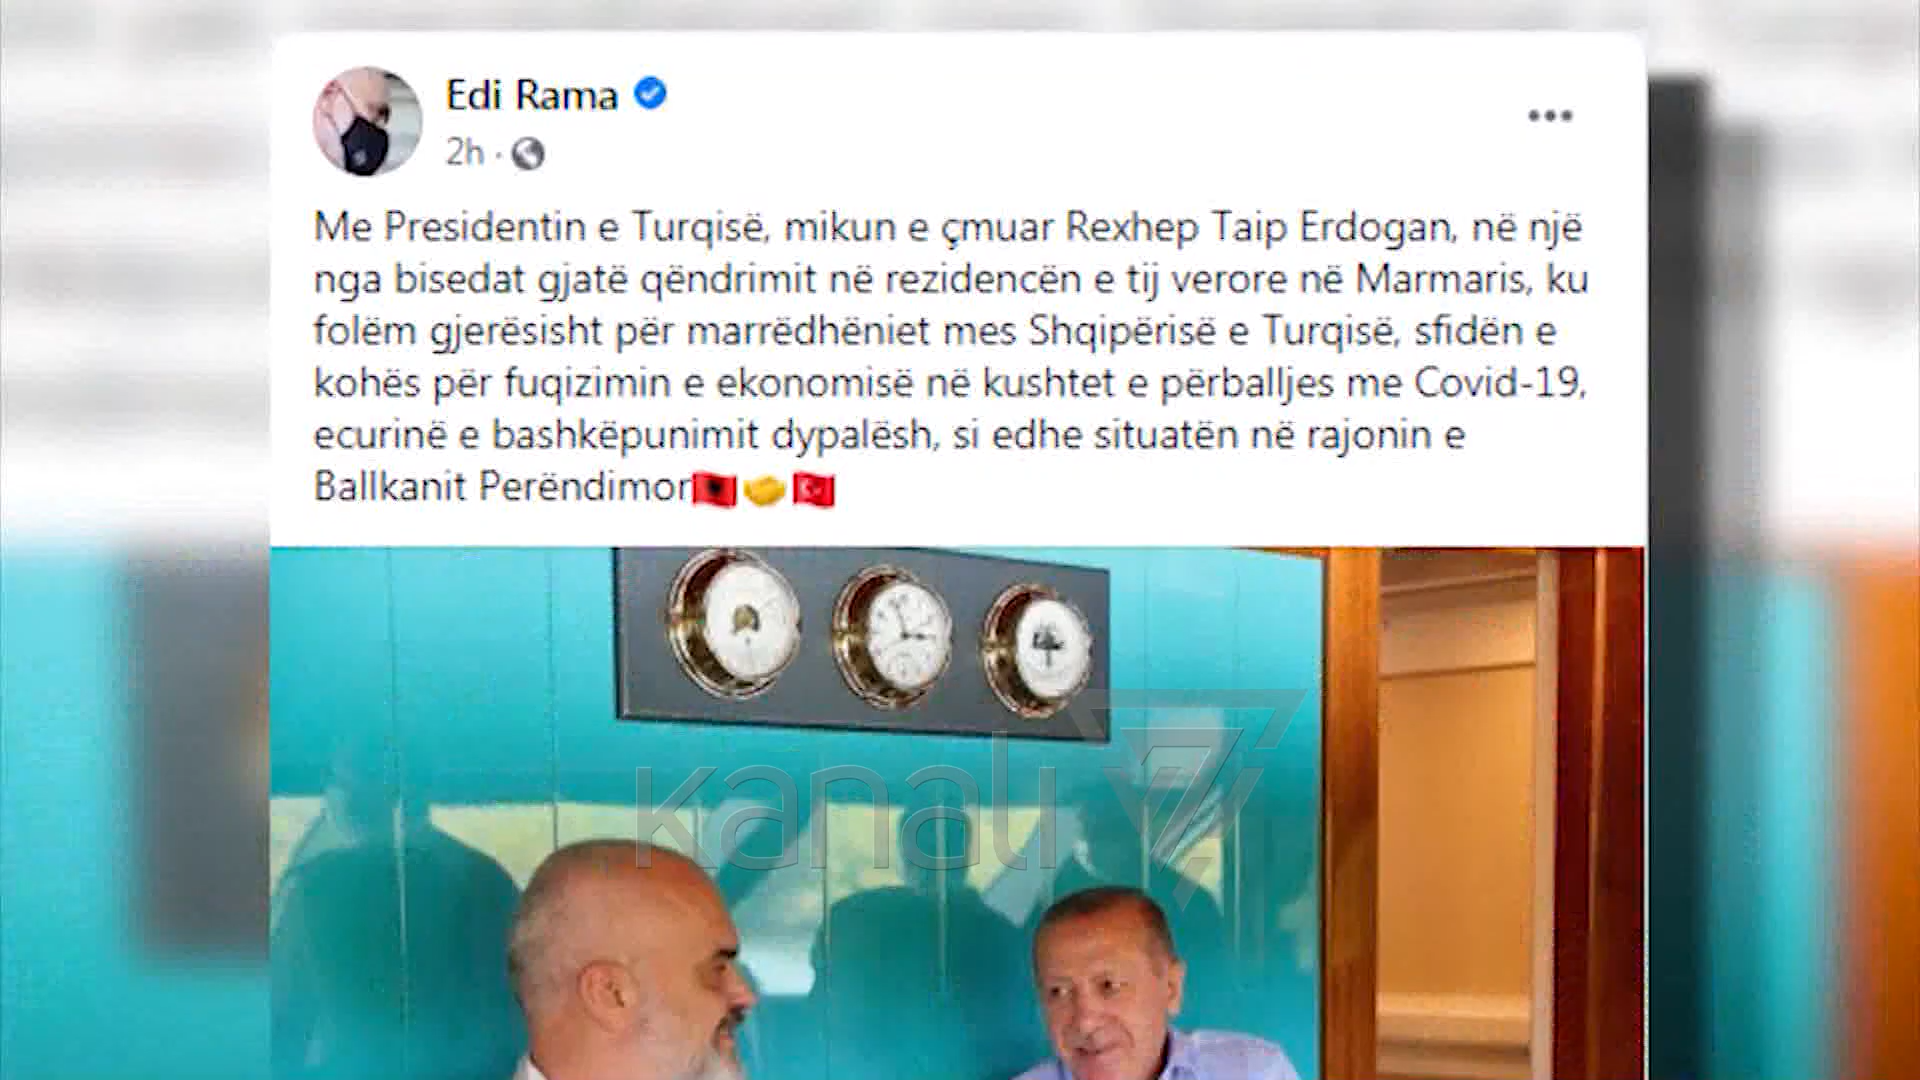 Edi Rama
2h ·
Me Presidentin e Turqisë, mikun e çmuar Rexhep Taip Erdogan, në një
nga bisedat gjatë qëndrimit në rezidencën e tij verore në Marmaris, ku
folëm gjerësisht për marrëdhëniet mes Shqipërisë e Turqisë, sfidën e
kohës për fuqizimin e ekonomisë në kushtet e përballjes me Covid-19,
ecurinë e bashkëpunimit dypalësh, si edhe situatën në rajonin e
Ballkanit Perëndimor🇦🇱🤝🇹🇷
kanali 7